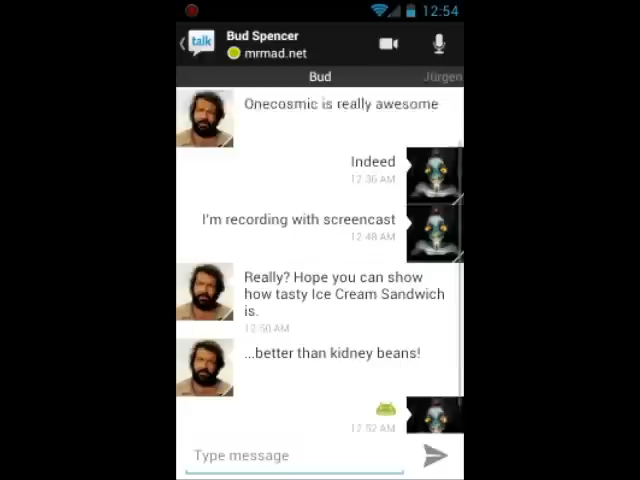 12:54
talk
Bud Spencer
mrmad.net
Bud
Jürgen
Onecosmic is really awesome
Indeed
12:36 AM
I'm recording with screencast
12:48 AM
Really? Hope you can show
how tasty Ice Cream Sandwich
is.
12:50 AM
...better than kidney beans!
12:52 AM
Type message